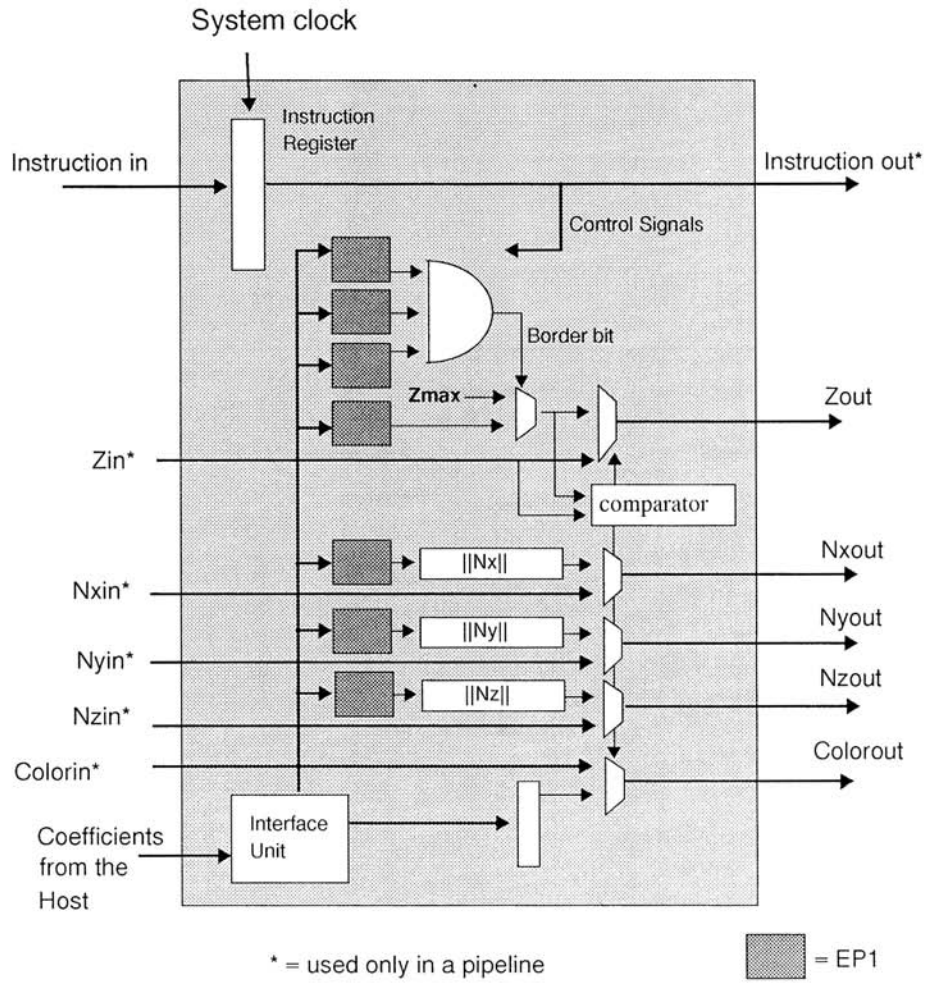 System clock
Instruction
Register
Instruction in
Instruction out*
Control Signals
Border bit
Zmax
Zout
Zin*
comparator
||Nx||
Nxout
Nxin*
||Ny||
Nyout
Nyin*
||Nz||
Nzout
Nzin*
Colorin*
Colorout
Interface
Unit
Coefficients
from the
Host
* = used only in a pipeline
= EP1